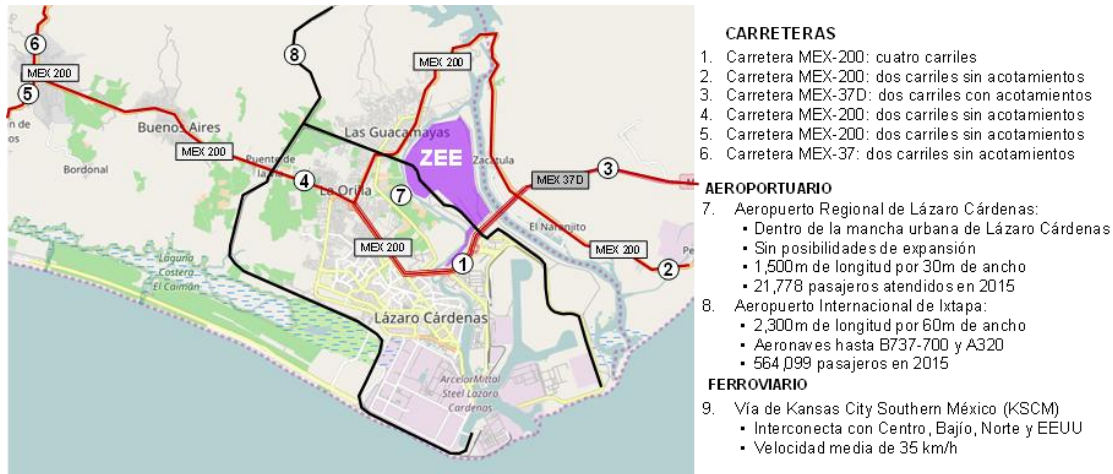 6
MEX 200
5
8
MEX 200
Las Guacamayas
ZEE
Zacatula
Buenos Aires
Bordonal
MEX 200
Puente de
4
La Orilla
7
MEX 37D
3
MEX 200
El Naranjito
MEX 200
2
1
Laguna
Costera
El Caimán
Lázaro Cárdenas
ArcelorMittal
Steel Lazaro
Cardenas
CARRETERAS
1. Carretera MEX-200: cuatro carriles
2. Carretera MEX-200: dos carriles sin acotamientos
3. Carretera MEX-37D: dos carriles con acotamientos
4. Carretera MEX-200: dos carriles sin acotamientos
5. Carretera MEX-200: dos carriles sin acotamientos
6. Carretera MEX-37: dos carriles sin acotamientos
AEROPORTUARIO
7. Aeropuerto Regional de Lázaro Cárdenas:
▪ Dentro de la mancha urbana de Lázaro Cárdenas
▪ Sin posibilidades de expansión
▪ 1,500m de longitud por 30m de ancho
▪ 21,778 pasajeros atendidos en 2015
8. Aeropuerto Internacional de Ixtapa:
▪ 2,300m de longitud por 60m de ancho
▪ Aeronaves hasta B737-700 y A320
▪ 564,099 pasajeros en 2015
FERROVIARIO
9. Vía de Kansas City Southern México (KSCM)
▪ Interconecta con Centro, Bajío, Norte y EEUU
▪ Velocidad media de 35 km/h